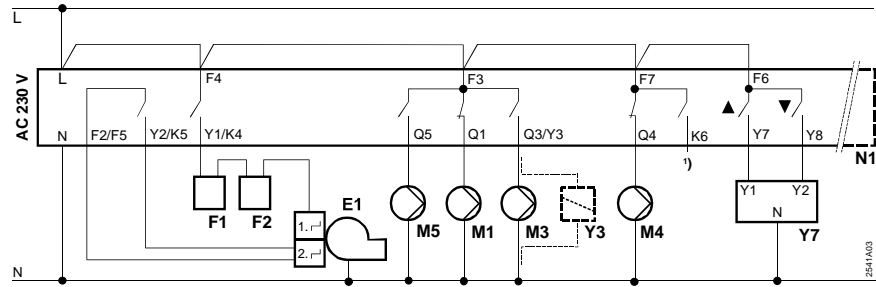 L
AC 230 V
L F4 F3 F7 F6
N F2/F5 Y2/K5 Y1/K4 Q5 Q1 Q3/Y3 Q4 K6 Y7 Y8
N1
1)
F1 F2 E1
1.
2.
M5 M1 M3 Y3 M4
Y1 Y2
N
Y7
N
2541A03